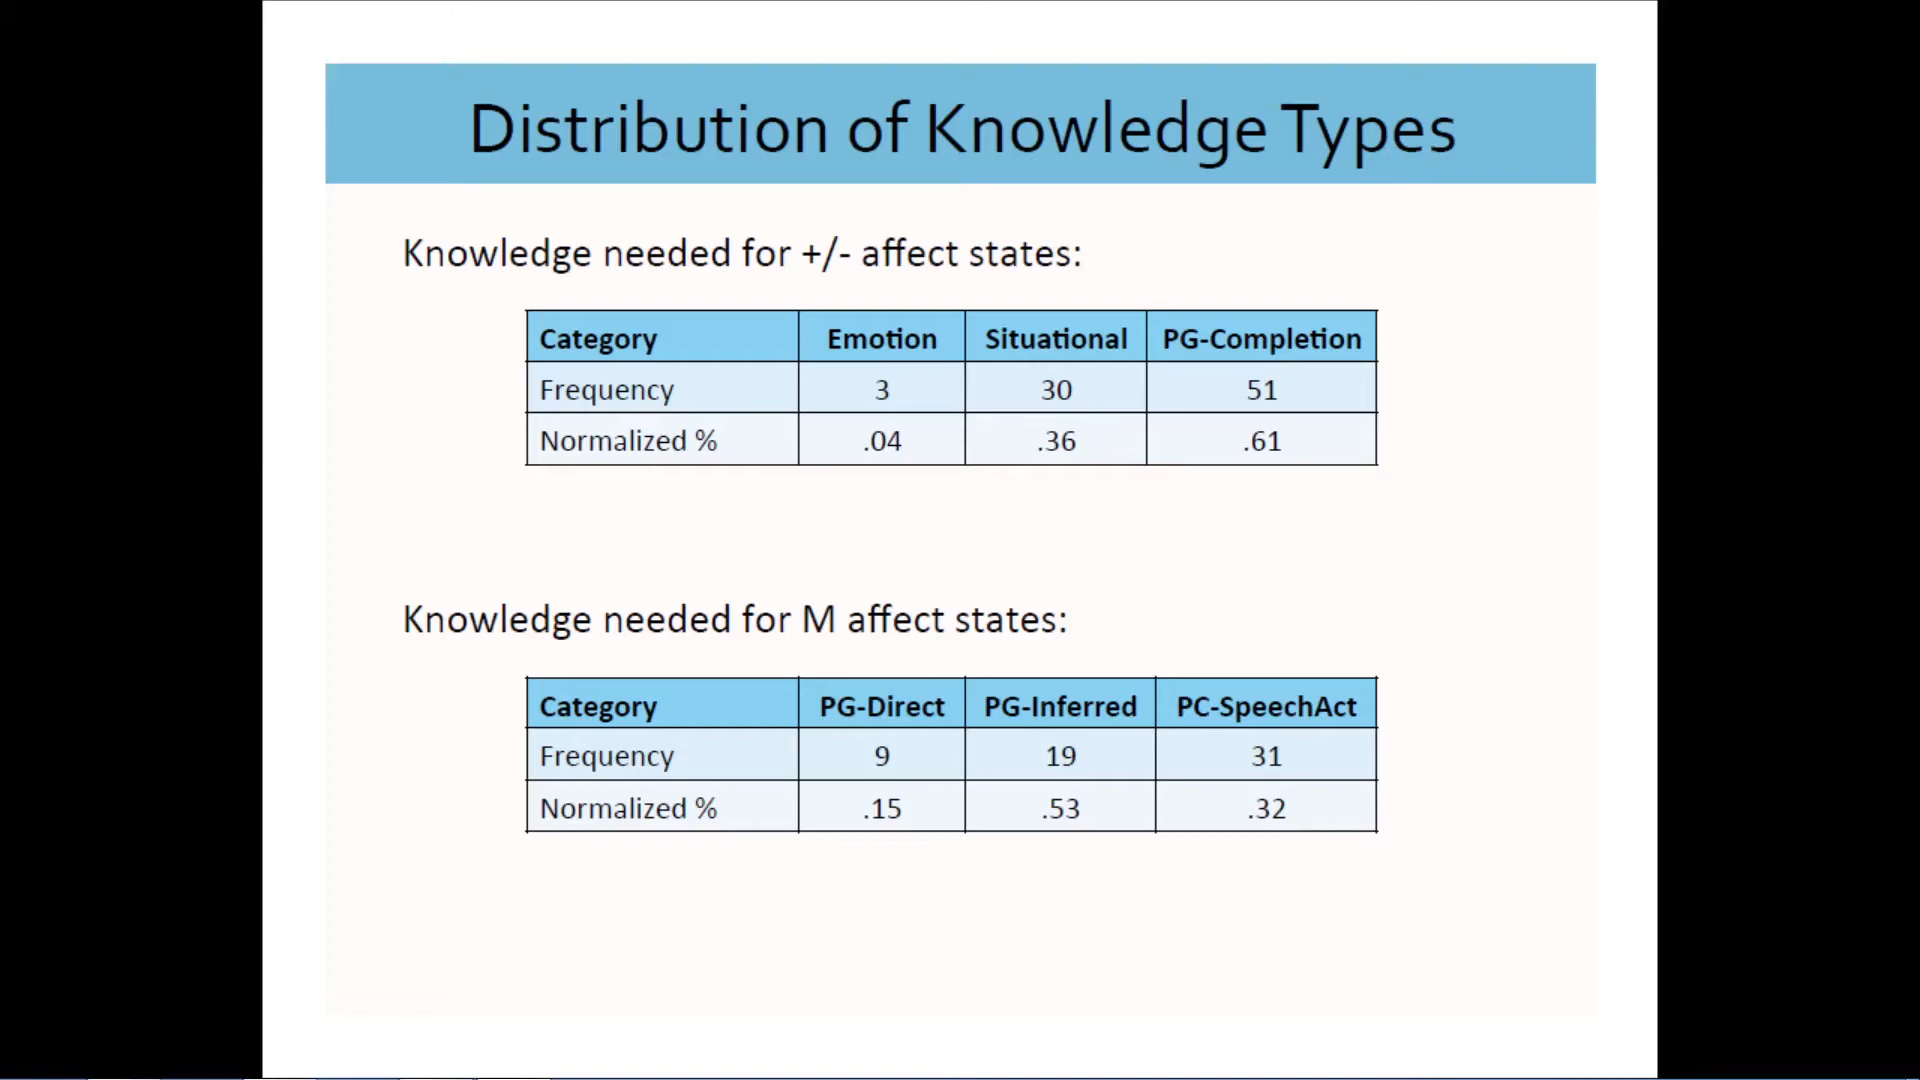 Distribution of Knowledge Types
Knowledge needed for +/- affect states:
Category Emotion Situational PG-Completion
Frequency 3 30 51
Normalized % .04 .36 .61
Knowledge needed for M affect states:
Category PG-Direct PG-Inferred PC-SpeechAct
Frequency 9 19 31
Normalized % .15 .53 .32